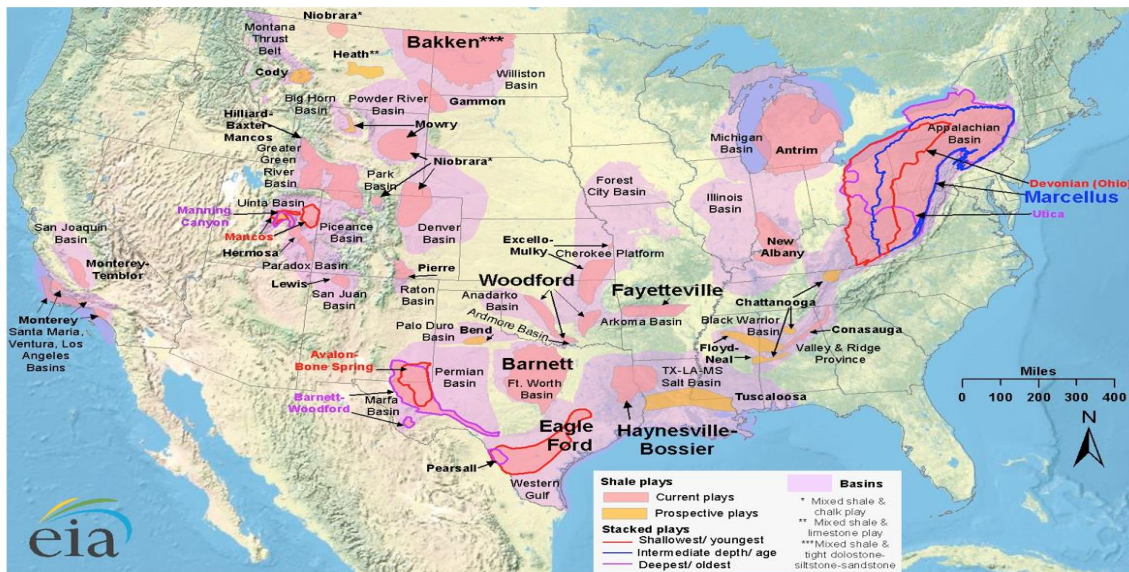 Niobrara*
Montana
Thrust
Belt
Heath**
Bakken***
Cody
Williston
Basin
Big Horn
Basin
Powder River
Basin
Gammon
Hilliard-
Baxter-
Mancos
Mowry
Greater
Green
River
Basin
Niobrara*
Park
Basin
Michigan
Basin
Antrim
Appalachian
Basin
Devonian (Ohio)
Marcellus
Utica
Forest
City Basin
Illinois
Basin
Uinta Basin
Manning
Canyon
Mancos
Piceance
Basin
Denver
Basin
San Joaquin
Basin
Hermosa
Paradox Basin
Excello-
Mulky
Cherokee Platform
New
Albany
Monterey-
Temblor
Lewis
San Juan
Basin
Pierre
Raton
Basin
Woodford
Anadarko
Basin
Fayetteville
Chattanooga
Monterey
Santa Maria,
Ventura, Los
Angeles
Basins
Palo Duro
Basin
Bend
Ardmore Basin
Arkoma Basin
Black Warrior
Basin
Conasauga
Floyd-
Neal
Valley & Ridge
Province
Avalon-
Bone Spring
Permian
Basin
Barnett
Ft. Worth
Basin
TX-LA-MS
Salt Basin
Tuscaloosa
Barnett-
Woodford
Marfa
Basin
Eagle
Ford
Haynesville-
Bossier
Pearsall
Western
Gulf
Miles
0 100 200 300 400
N
Shale plays
Current plays
Prospective plays
Stacked plays
Shallowest/ youngest
Intermediate depth/ age
Deepest/ oldest
Basins
* Mixed shale &
chalk play
** Mixed shale &
limestone play
***Mixed shale &
tight dolostone-
siltstone-sandstone
eia